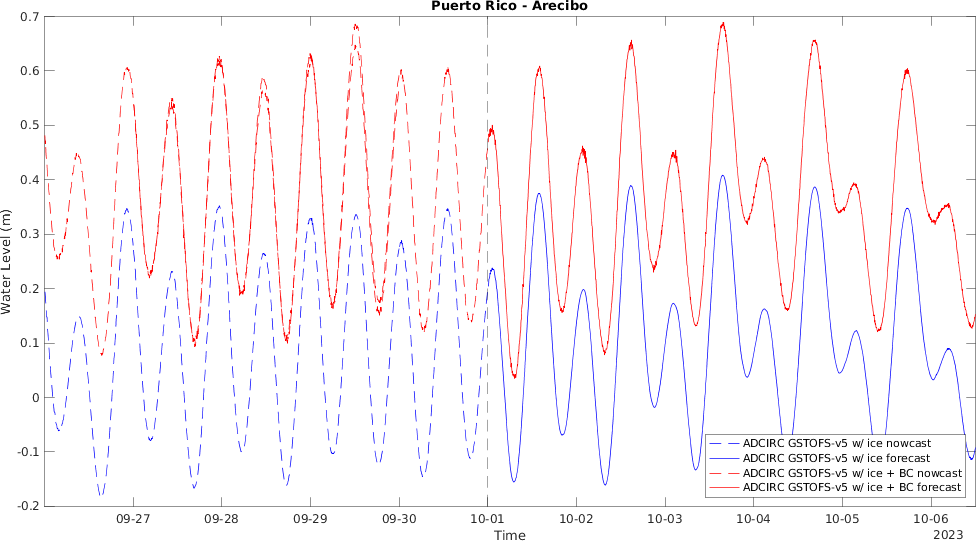 Puerto Rico - Arecibo
0.7
0.6
0.5
0.4
0.3
0.2
0.1
0
-0.1
-0.2
Water Level (m)
ADCIRC GSTOFS-v5 w/ ice nowcast
ADCIRC GSTOFS-v5 w/ ice forecast
ADCIRC GSTOFS-v5 w/ ice + BC nowcast
ADCIRC GSTOFS-v5 w/ ice + BC forecast
09-27 09-28 09-29 09-30 10-01 10-02 10-03 10-04 10-05 10-06
Time
2023